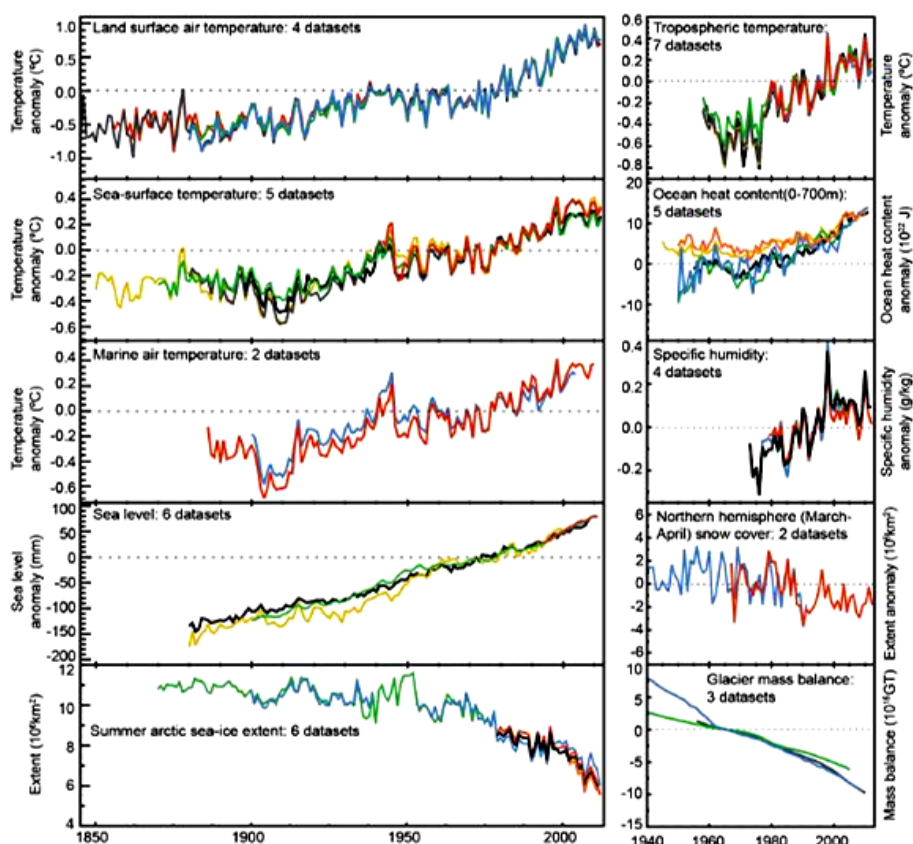 Land surface air temperature: 4 datasets
1.0
0.5
0.0
-0.5
-1.0
Temperature
anomaly (ºC)
Sea-surface temperature: 5 datasets
0.4
0.2
0.0
-0.2
-0.4
-0.6
Temperature
anomaly (ºC)
Marine air temperature: 2 datasets
0.4
0.2
0.0
-0.2
-0.4
-0.6
Temperature
anomaly (ºC)
Sea level: 6 datasets
100
50
0
-50
-100
-150
-200
Sea level
anomaly (mm)
Summer arctic sea-ice extent: 6 datasets
12
10
8
6
4
Extent (10⁶km²)
1850
1900
1950
2000
Tropospheric temperature:
7 datasets
0.6
0.4
0.2
0.0
-0.2
-0.4
-0.6
-0.8
Temperature
anomaly (ºC)
Ocean heat content(0-700m):
5 datasets
20
10
0
-10
Ocean heat content
anomaly (10²² J)
Specific humidity:
4 datasets
0.4
0.2
0.0
-0.2
Specific humidity
anomaly (g/kg)
Northern hemisphere (March-
April) snow cover: 2 datasets
6
4
2
0
-2
-4
-6
Extent anomaly (10⁶km²)
Glacier mass balance:
3 datasets
10
5
0
-5
-10
-15
Mass balance (10¹⁵GT)
1940
1960
1980
2000